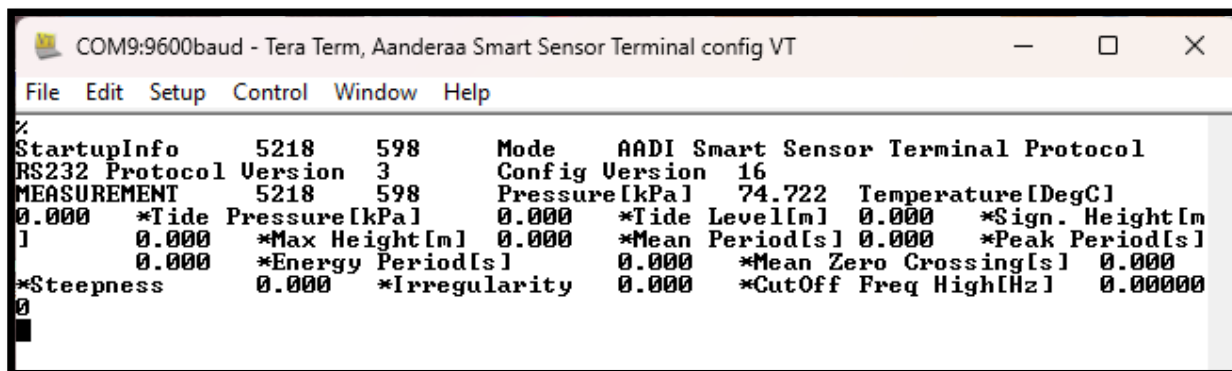 COM9:9600baud - Tera Term, Aanderaa Smart Sensor Terminal config VT
File Edit Setup Control Window Help
%
StartupInfo 5218 598 Mode AADI Smart Sensor Terminal Protocol
RS232 Protocol Version 3 Config Version 16
MEASUREMENT 5218 598 Pressure[kPa] 74.722 Temperature[DegC]
0.000 *Tide Pressure[kPa] 0.000 *Tide Level[m] 0.000 *Sign. Height[m
] 0.000 *Max Height[m] 0.000 *Mean Period[s] 0.000 *Peak Period[s]
0.000 *Energy Period[s] 0.000 *Mean Zero Crossing[s] 0.000
*Steepness 0.000 *Irregularity 0.000 *CutOff Freq High[Hz] 0.00000
0